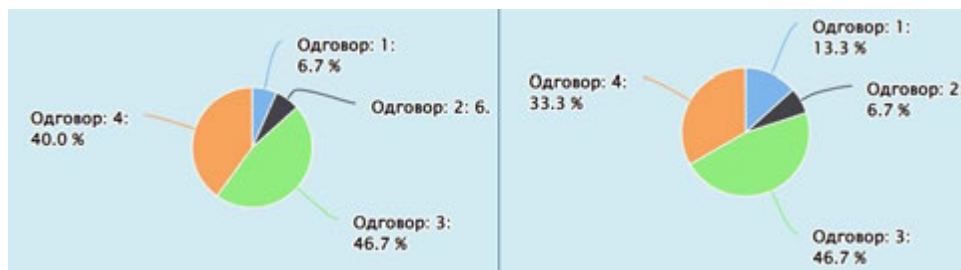 Одговор: 1:
6.7 %
Одговор: 2: 6.
Одговор: 4:
40.0 %
Одговор: 3:
46.7 %
Одговор: 1:
13.3 %
Одговор: 4:
33.3 %
Одговор: 2
6.7 %
Одговор: 3:
46.7 %